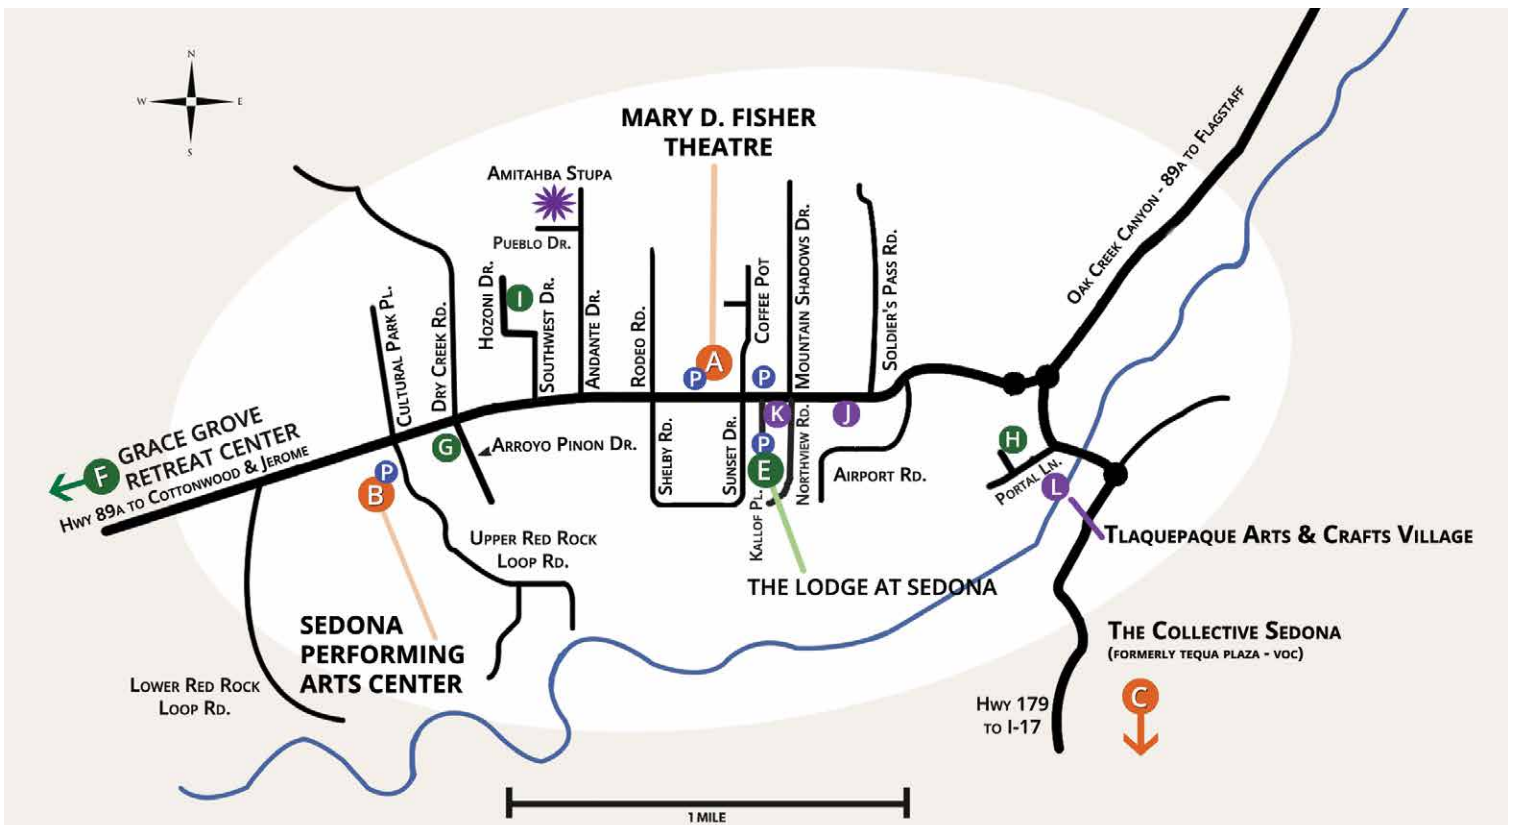 N
W
E
S
MARY D. FISHER
THEATRE
AMITAHBA STUPA
PUEBLO DR.
HOZONI DR.
I
SOUTHWEST DR.
ANDANTE DR.
RODEO RD.
COFFEE POT
MOUNTAIN SHADOWS DR.
SOLDIER'S PASS RD.
OAK CREEK CANYON - 89A TO FLAGSTAFF
CULTURAL PARK PL.
DRY CREEK RD.
A
P
P
K
J
G
ARROYO PINON DR.
SHELBY RD.
SUNSET DR.
P
E
KALLOF PL.
NORTHVIEW RD.
AIRPORT RD.
H
PORTAL LN.
L
TLAQUEPAQUE ARTS & CRAFTS VILLAGE
F
GRACE GROVE
RETREAT CENTER
HWY 89A TO COTTONWOOD & JEROME
P
B
UPPER RED ROCK
LOOP RD.
THE LODGE AT SEDONA
SEDONA
PERFORMING
ARTS CENTER
LOWER RED ROCK
LOOP RD.
THE COLLECTIVE SEDONA
(FORMERLY TEQUA PLAZA - VOC)
C
HWY 179
TO I-17
1 MILE